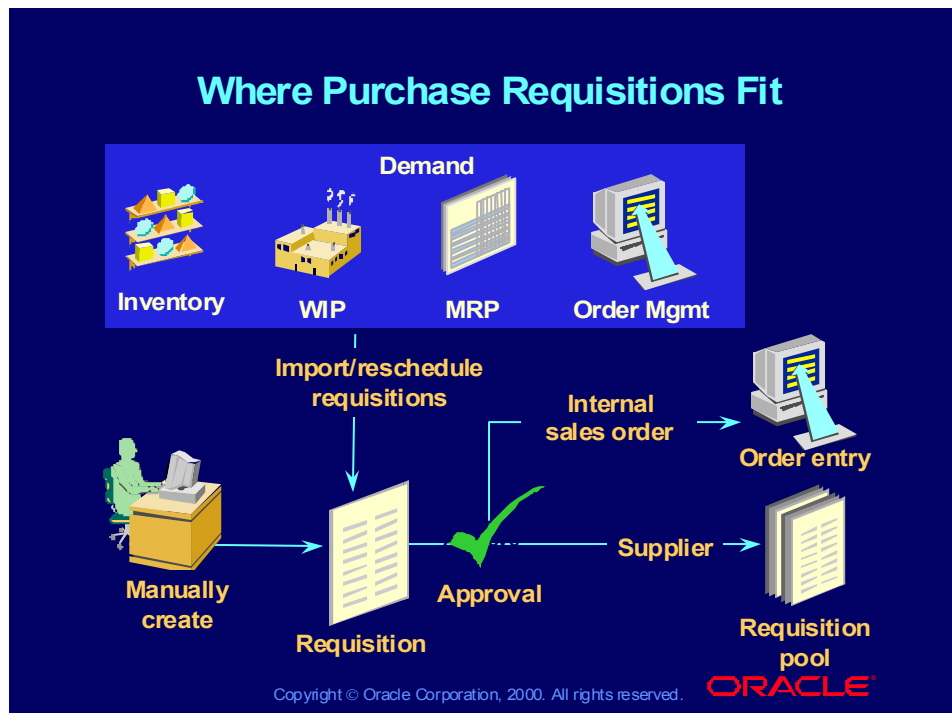 Where Purchase Requisitions Fit
Demand
Inventory
WIP
MRP
Order Mgmt
Import/reschedule
requisitions
Internal
sales order
Order entry
Manually
create
Requisition
Approval
Supplier
Requisition
pool
Copyright © Oracle Corporation, 2000. All rights reserved.
ORACLE®